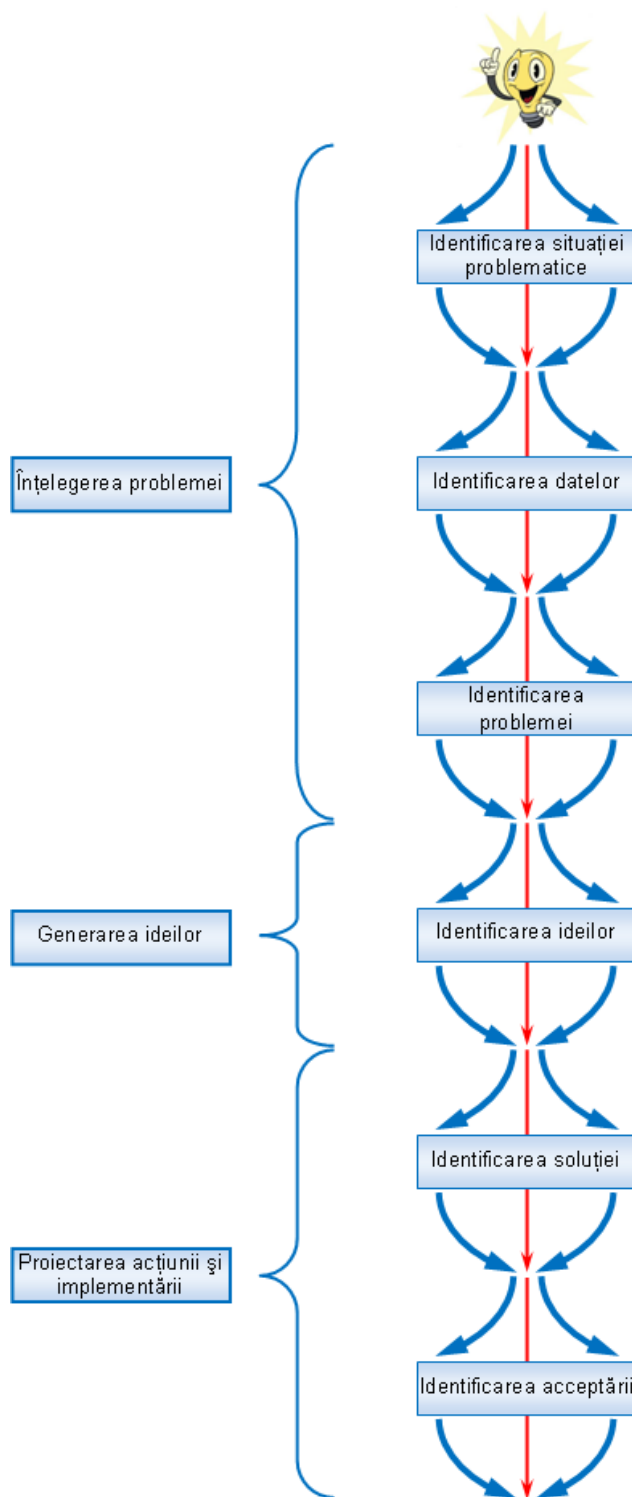 Identificarea situației
problematice
Înțelegerea problemei
Identificarea datelor
Identificarea
problemei
Generarea ideilor
Identificarea ideilor
Identificarea soluției
Proiectarea acțiunii şi
implementării
Identificarea acceptării